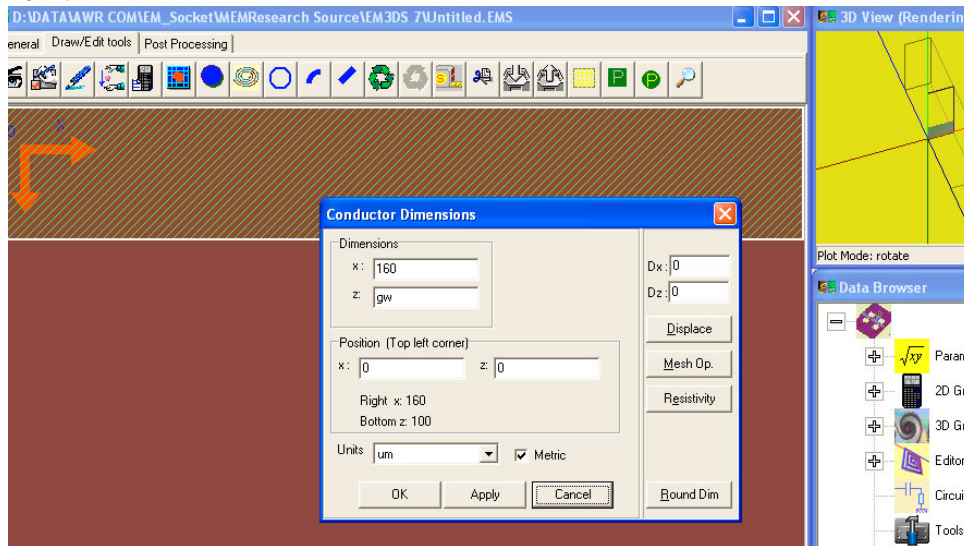 D:\DATA\AWR COM\EM_Socket\MEMResearch Source\EM3DS 7\Untitled.EMS
3D View (Renderin
eneral Draw/Edit tools Post Processing
S L P P
x
Conductor Dimensions
Dimensions
x: 160
z: gw
Dx: 0
Dz: 0
Displace
Mesh Op.
Resistivity
Position (Top left corner)
x: 0 z: 0
Right x: 160
Bottom z: 100
Units um Metric
OK Apply Cancel Round Dim
Plot Mode: rotate
Data Browser
√xy Paran
2D Gr
3D Gr
Editor
Circui
Tools